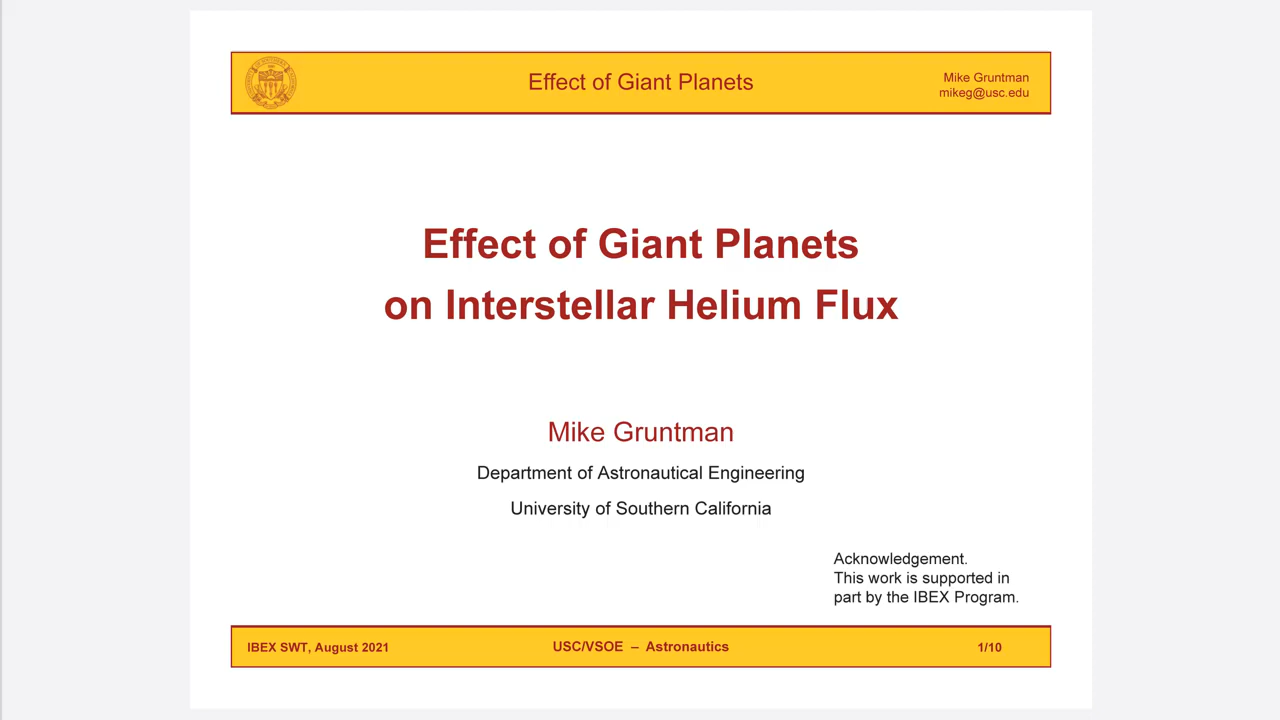 Effect of Giant Planets
Mike Gruntman
mikeg@usc.edu
Effect of Giant Planets
on Interstellar Helium Flux
Mike Gruntman
Department of Astronautical Engineering
University of Southern California
Acknowledgement.
This work is supported in
part by the IBEX Program.
IBEX SWT, August 2021
USC/VSOE – Astronautics
1/10